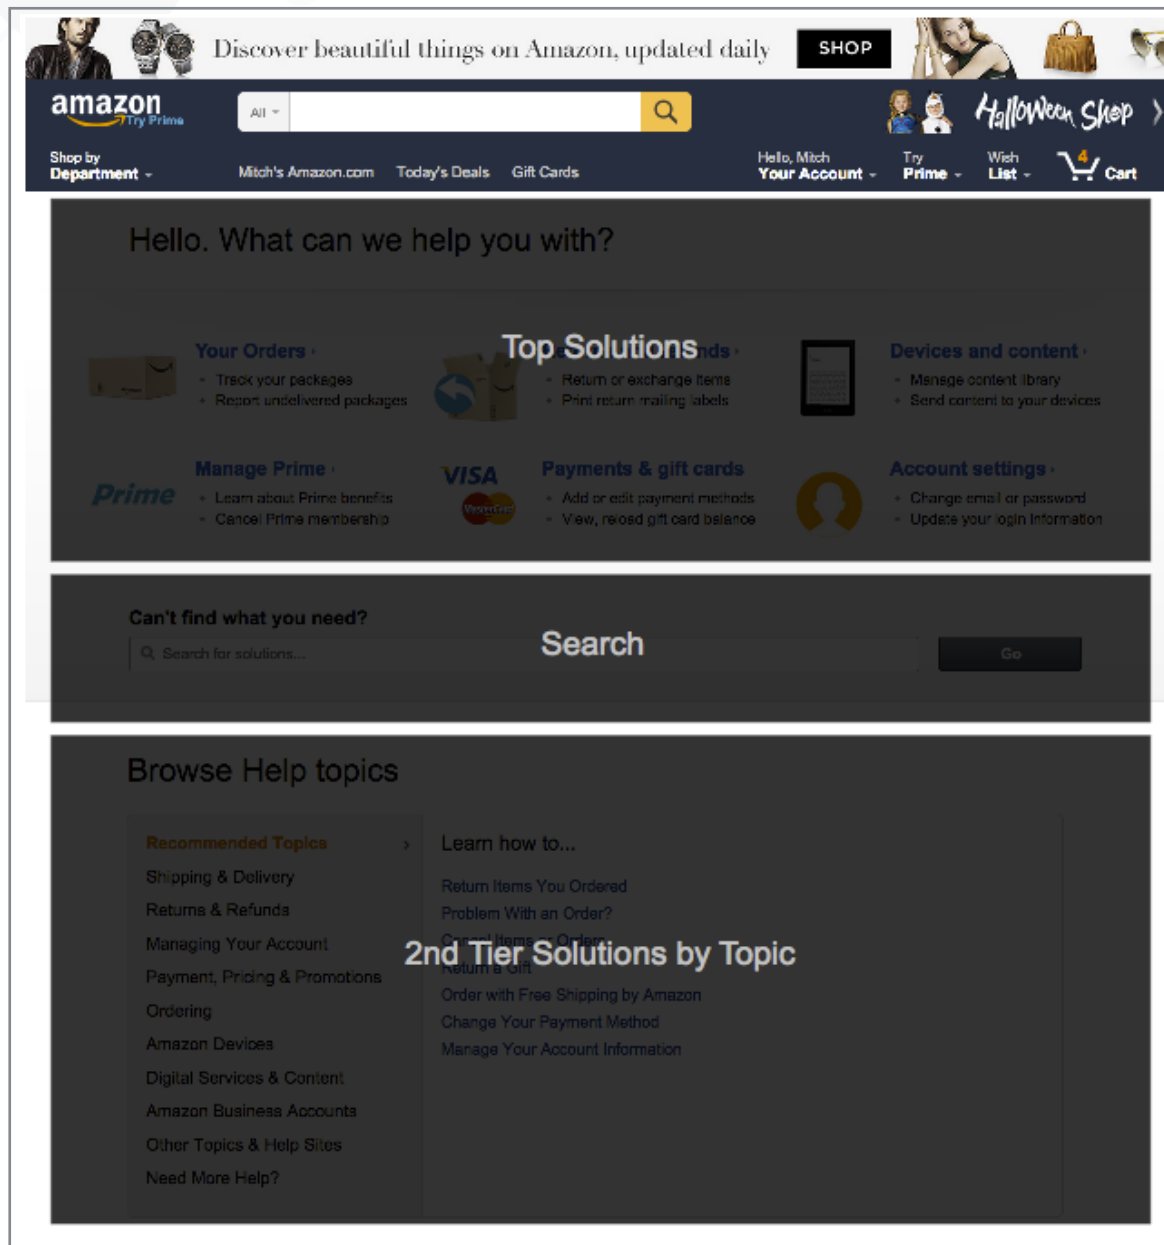 Discover beautiful things on Amazon, updated daily SHOP
amazon
Try Prime
All
Halloween Shop
Shop by
Department
Mitch's Amazon.com Today's Deals Gift Cards
Hello, Mitch
Your Account
Try
Prime
Wish
List
4
Cart
Hello. What can we help you with?
Top Solutions
Your Orders
Track your packages
Report undelivered packages
nds
Return or exchange items
Print return mailing labels
Devices and content
Manage content library
Send content to your devices
Prime
Manage Prime
Learn about Prime benefits
Cancel Prime membership
VISA
MasterCard
Payments & gift cards
Add or edit payment methods
View, reload gift card balance
Account settings
Change email or password
Update your login information
Can't find what you need?
Search
Search for solutions...
Go
Browse Help topics
2nd Tier Solutions by Topic
Recommended Topics
Shipping & Delivery
Returns & Refunds
Managing Your Account
Payment, Pricing & Promotions
Ordering
Amazon Devices
Digital Services & Content
Amazon Business Accounts
Other Topics & Help Sites
Need More Help?
Learn how to...
Return Items You Ordered
Problem With an Order?
Cancel Items or Orders
Return a Gift
Order with Free Shipping by Amazon
Change Your Payment Method
Manage Your Account Information